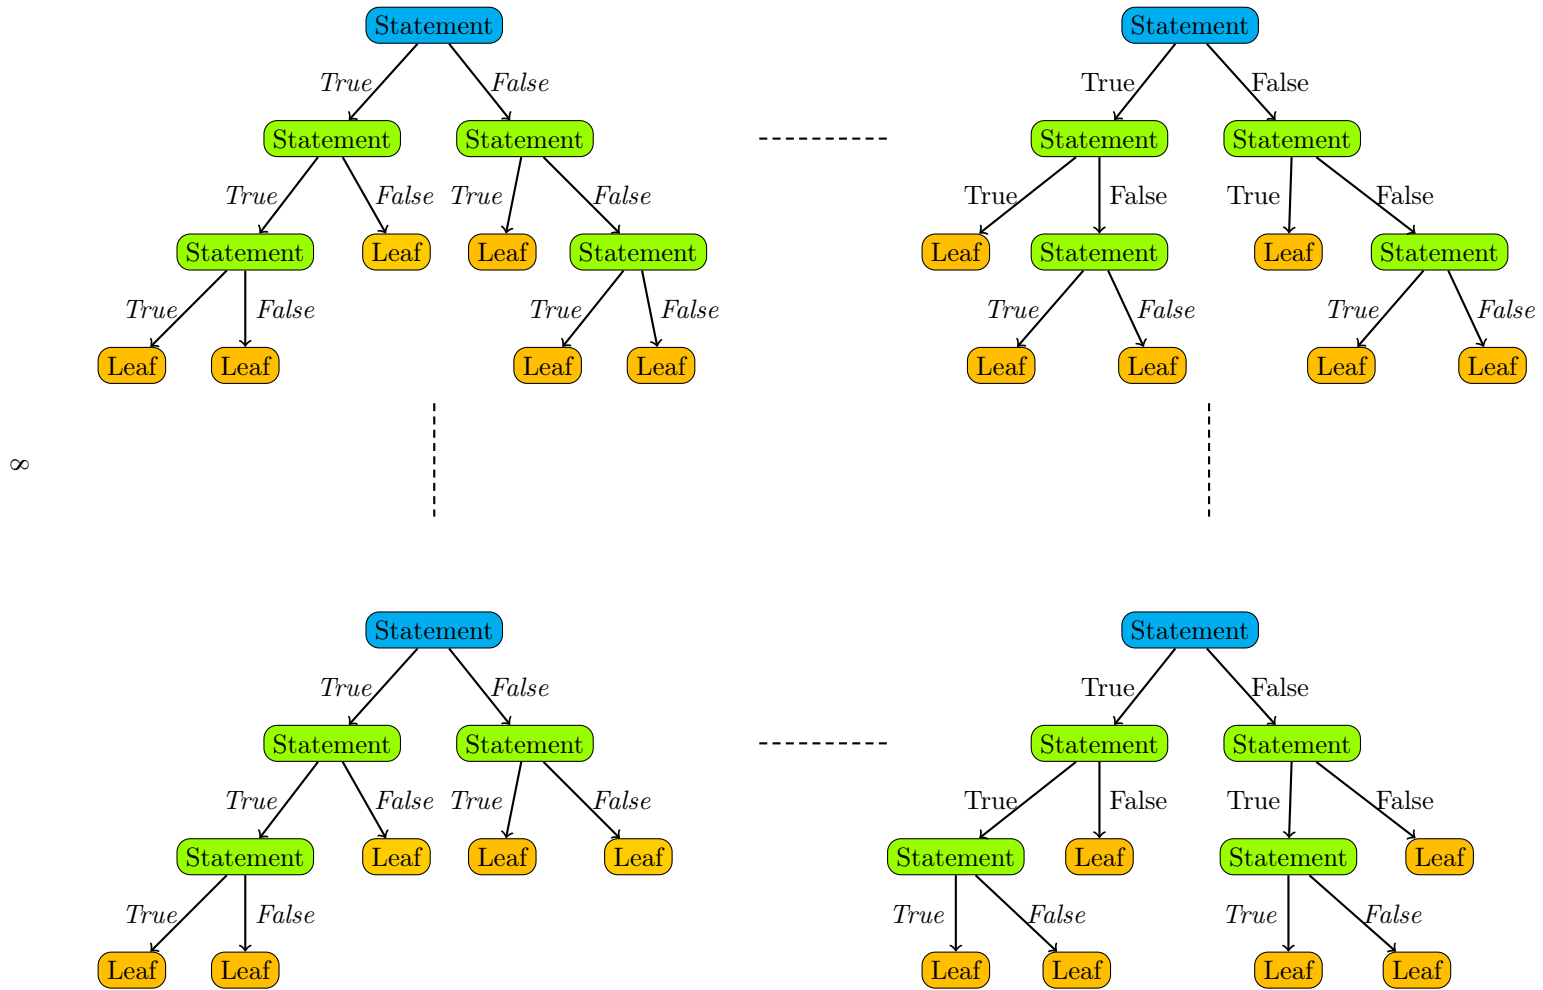 Statement Statement
True False True False
Statement Statement Statement Statement
True False True False True False True False
Statement Leaf Leaf Statement Leaf Statement Leaf Statement
True False True False True False True False
Leaf Leaf Leaf Leaf Leaf Leaf Leaf Leaf
∞
Statement Statement
True False True False
Statement Statement Statement Statement
True False True False True False True False
Statement Leaf Leaf Leaf Statement Leaf Statement Leaf
True False True False True False
Leaf Leaf Leaf Leaf Leaf Leaf